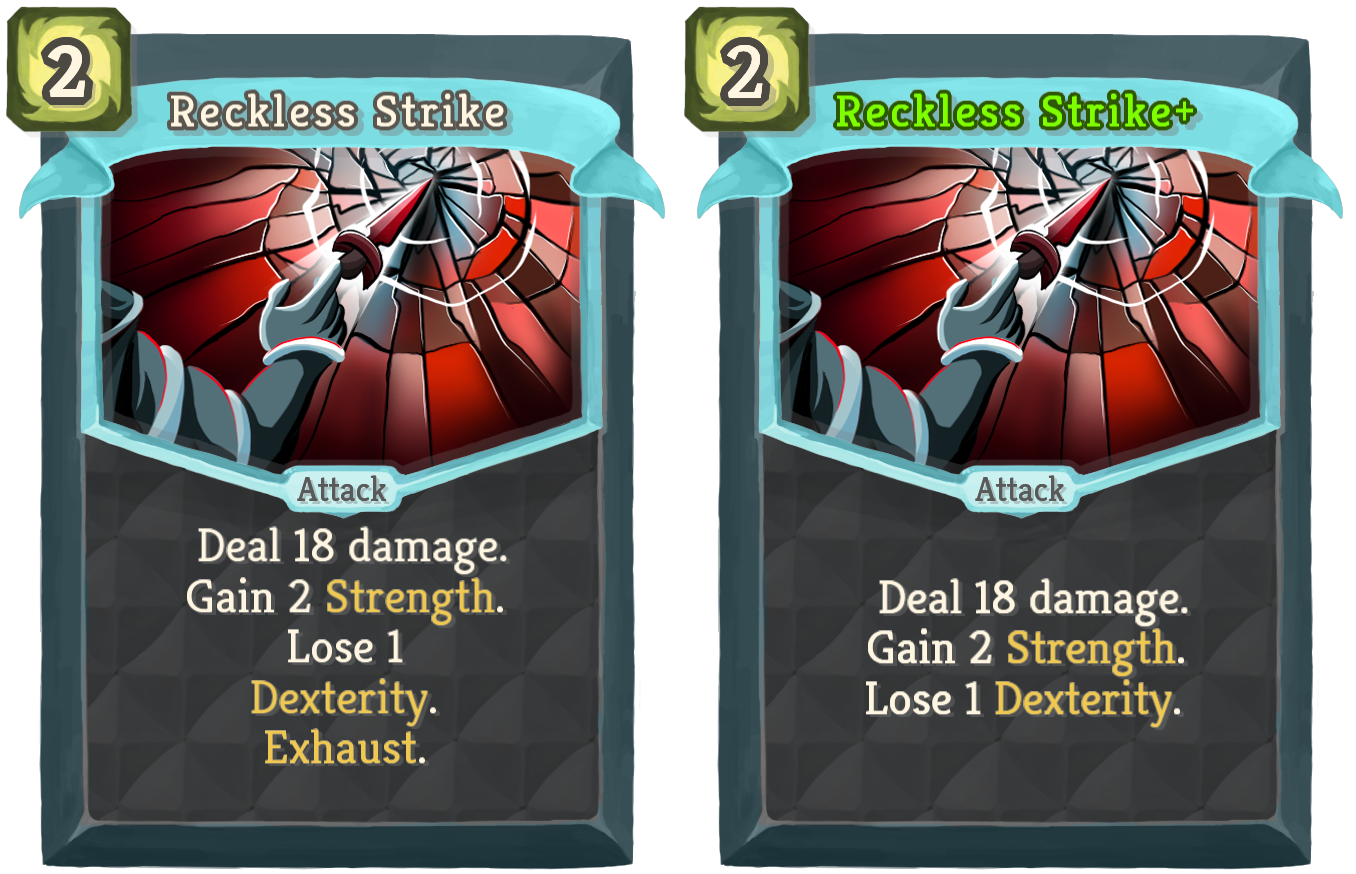 2
Reckless Strike
Attack
Deal 18 damage.
Gain 2 Strength.
Lose 1
Dexterity.
Exhaust.
2
Reckless Strike+
Attack
Deal 18 damage.
Gain 2 Strength.
Lose 1 Dexterity.